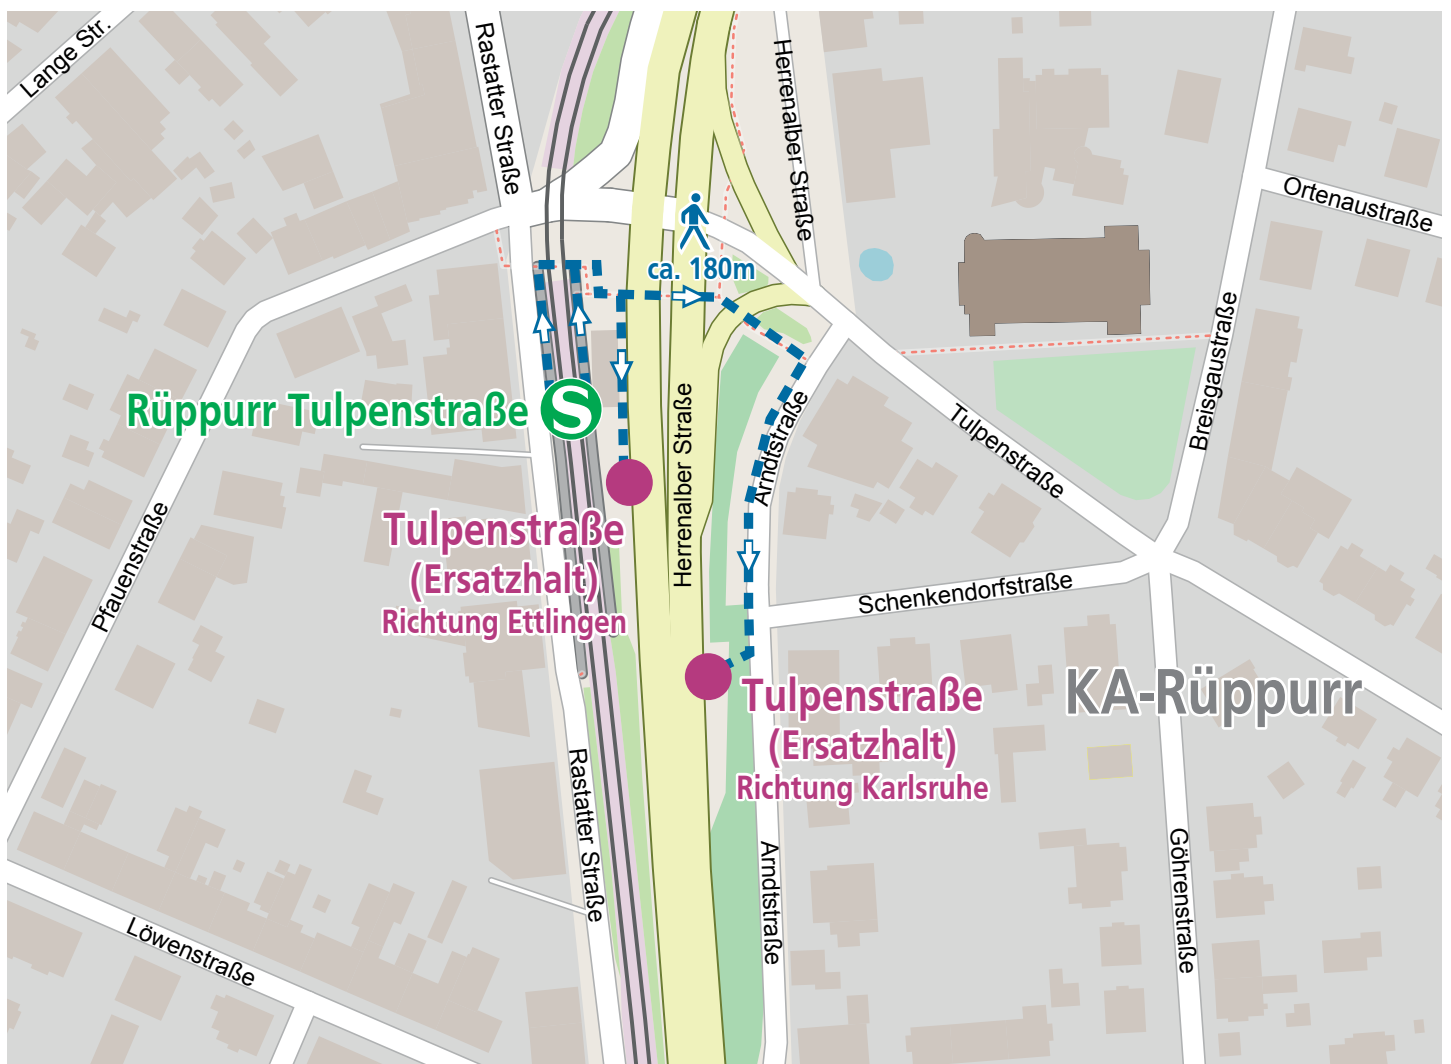 Lange Str.
Rastatter Straße
Herrenalber Straße
Ortenaustraße
ca. 180m
Breisgaustraße
Rüppurr Tulpenstraße
S
Herrenalber Straße
Arndtstraße
Tulpenstraße
Pfauenstraße
Tulpenstraße
(Ersatzhalt)
Richtung Ettlingen
Schenkendorfstraße
KA-Rüppurr
Tulpenstraße
(Ersatzhalt)
Richtung Karlsruhe
Rastatter Straße
Arndtstraße
Göhrenstraße
Löwenstraße